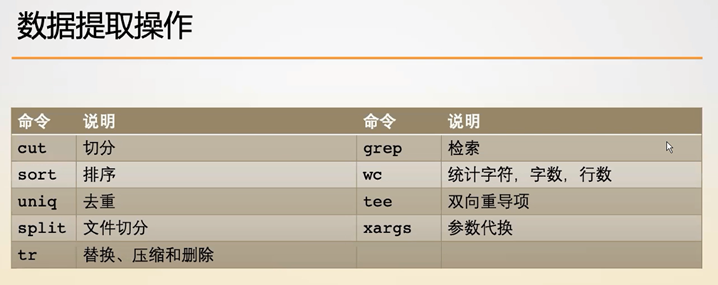 数据提取操作
命令 说明 命令 说明
cut 切分 grep 检索
sort 排序 wc 统计字符，字数，行数
uniq 去重 tee 双向重导项
split 文件切分 xargs 参数代换
tr 替换、压缩和删除